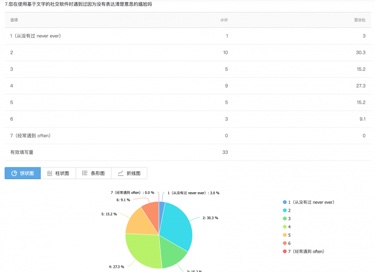 7.您在使用基于文字的社交软件时遇到过因为没有表达清楚意思的尴尬吗
选项 小计 百分比
1（从没有过 never ever） 1 3
2 10 30.3
3 5 15.2
4 9 27.3
5 5 15.2
6 3 9.1
7（经常遇到 often） 0 0
有效填写量 33
饼状图 柱状图 条形图 折线图
7（经常遇到 often）: 0.0 % 1（从没有过 never ever）: 3.0 %
6: 9.1 %
5: 15.2 %
2: 30.3 %
4: 27.3 %
3: 15.2 %
1（从没有过 never ever）
2
3
4
5
6
7（经常遇到 often）